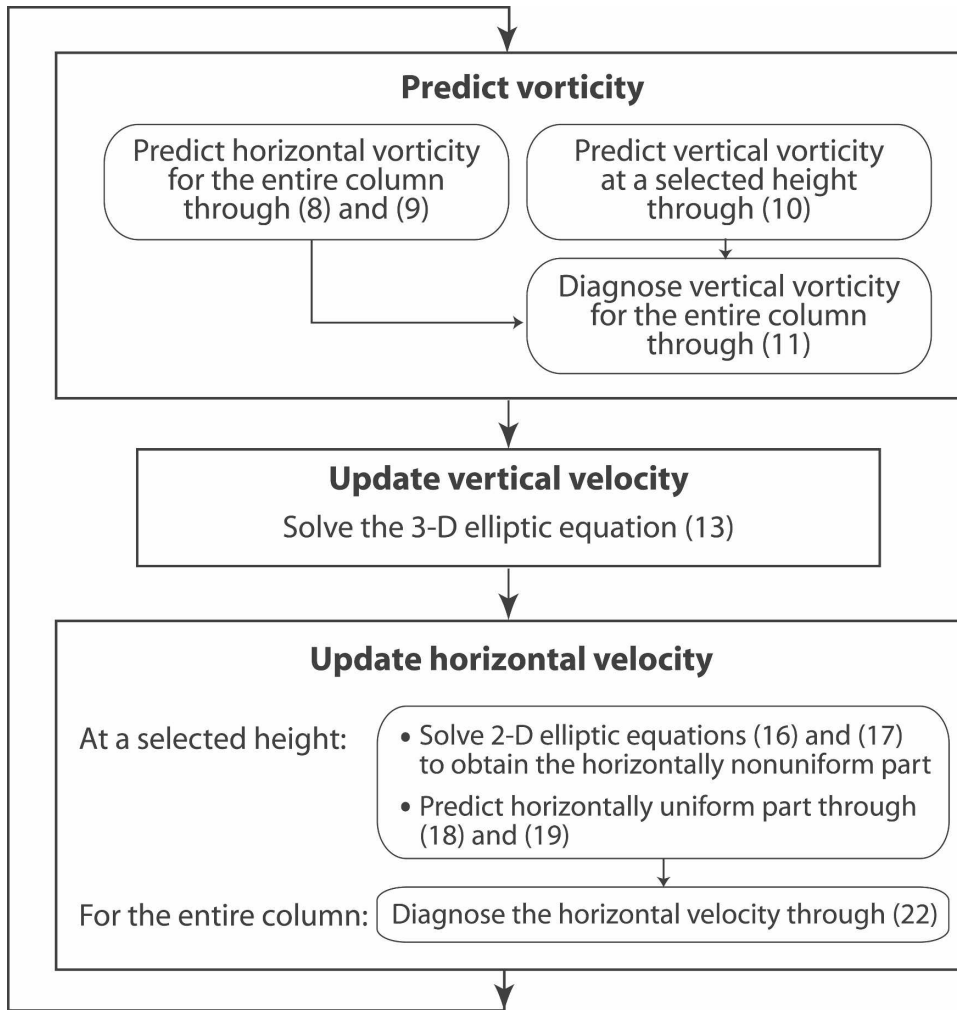 Predict vorticity
Predict horizontal vorticity
for the entire column
through (8) and (9)
Predict vertical vorticity
at a selected height
through (10)
Diagnose vertical vorticity
for the entire column
through (11)
Update vertical velocity
Solve the 3-D elliptic equation (13)
Update horizontal velocity
At a selected height:
• Solve 2-D elliptic equations (16) and (17)
to obtain the horizontally nonuniform part
• Predict horizontally uniform part through
(18) and (19)
For the entire column:
Diagnose the horizontal velocity through (22)